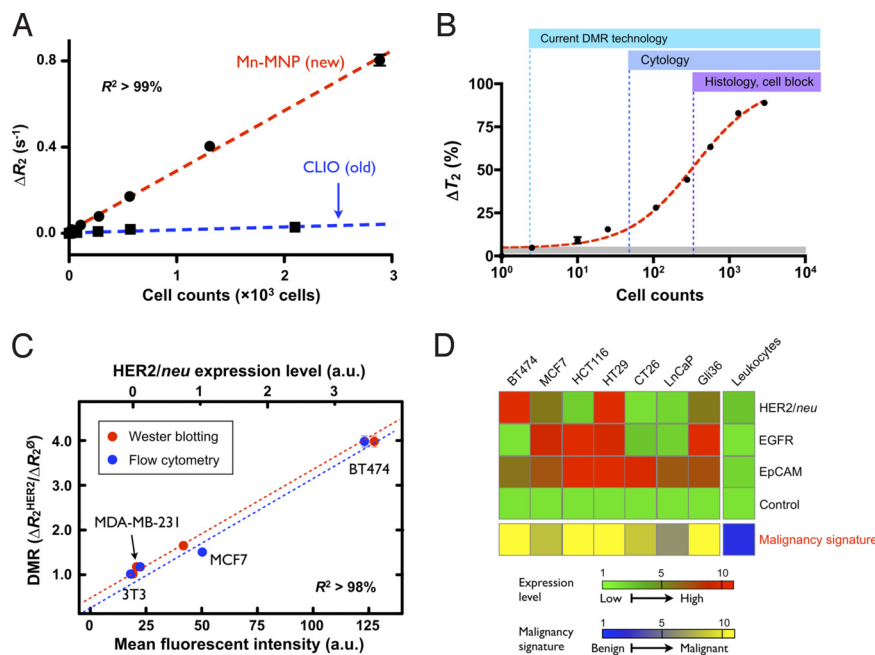 A
0.8
0.4
0.0
ΔR2 (s-1)
Mn-MNP (new)
R2 > 99%
CLIO (old)
0
1
2
3
Cell counts (×10³ cells)
B
Current DMR technology
Cytology
Histology, cell block
100
75
50
25
0
ΔT2 (%)
10⁰
10¹
10²
10³
10⁴
Cell counts
C
HER2/neu expression level (a.u.)
0
1
2
3
Wester blotting
Flow cytometry
4.0
3.0
2.0
1.0
DMR (ΔR2HER2/ΔR2Ø)
BT474
MDA-MB-231
MCF7
3T3
R2 > 98%
0
25
50
75
100
125
Mean fluorescent intensity (a.u.)
D
BT474
MCF7
HCT116
HT29
CT26
LnCaP
Gli36
Leukocytes
HER2/neu
EGFR
EpCAM
Control
Malignancy signature
Expression
level
1
5
10
Low
High
Malignancy
signature
1
5
10
Benign
Malignant